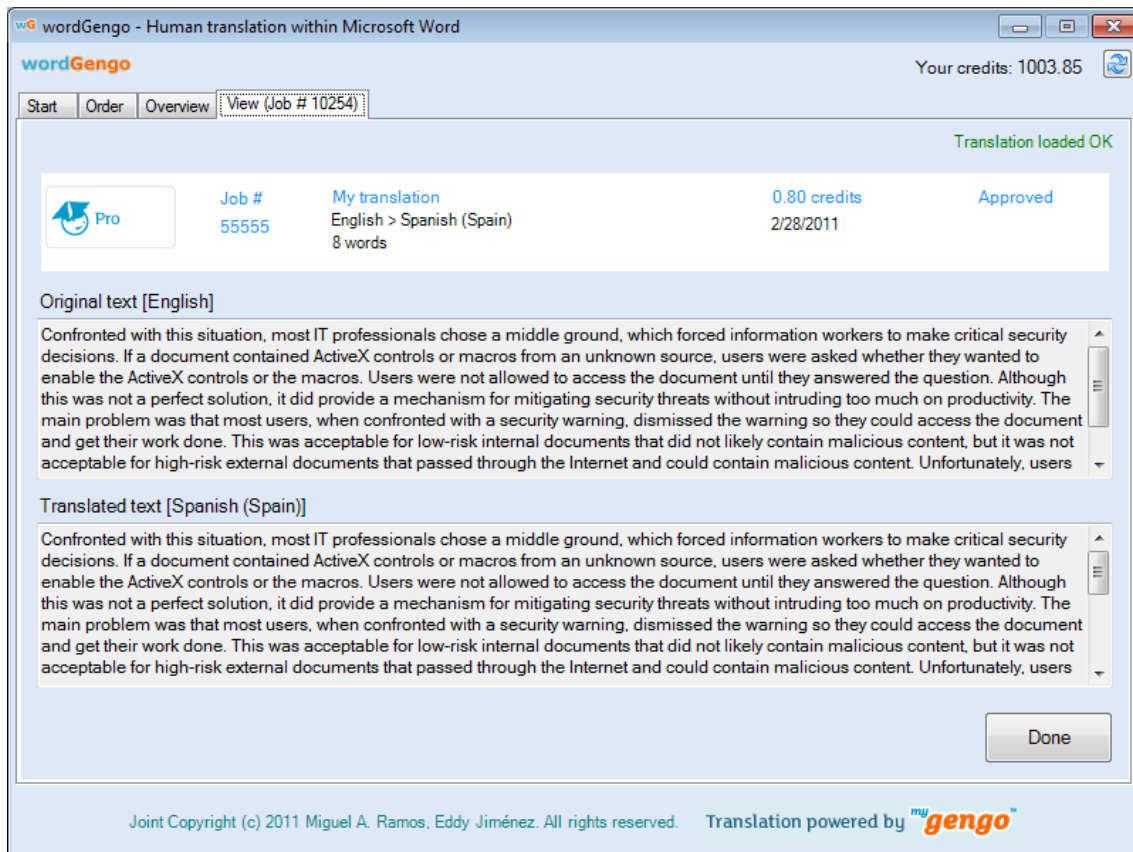 wG wordGengo - Human translation within Microsoft Word
wordGengo
Your credits: 1003.85
Start Order Overview View (Job # 10254)
Translation loaded OK
Pro
Job # My translation 0.80 credits Approved
55555 English > Spanish (Spain) 2/28/2011
8 words
Original text [English]
Confronted with this situation, most IT professionals chose a middle ground, which forced information workers to make critical security
decisions. If a document contained ActiveX controls or macros from an unknown source, users were asked whether they wanted to
enable the ActiveX controls or the macros. Users were not allowed to access the document until they answered the question. Although
this was not a perfect solution, it did provide a mechanism for mitigating security threats without intruding too much on productivity. The
main problem was that most users, when confronted with a security warning, dismissed the warning so they could access the document
and get their work done. This was acceptable for low-risk internal documents that did not likely contain malicious content, but it was not
acceptable for high-risk external documents that passed through the Internet and could contain malicious content. Unfortunately, users
Translated text [Spanish (Spain)]
Confronted with this situation, most IT professionals chose a middle ground, which forced information workers to make critical security
decisions. If a document contained ActiveX controls or macros from an unknown source, users were asked whether they wanted to
enable the ActiveX controls or the macros. Users were not allowed to access the document until they answered the question. Although
this was not a perfect solution, it did provide a mechanism for mitigating security threats without intruding too much on productivity. The
main problem was that most users, when confronted with a security warning, dismissed the warning so they could access the document
and get their work done. This was acceptable for low-risk internal documents that did not likely contain malicious content, but it was not
acceptable for high-risk external documents that passed through the Internet and could contain malicious content. Unfortunately, users
Done
Joint Copyright (c) 2011 Miguel A. Ramos, Eddy Jiménez. All rights reserved. Translation powered by my gengo™